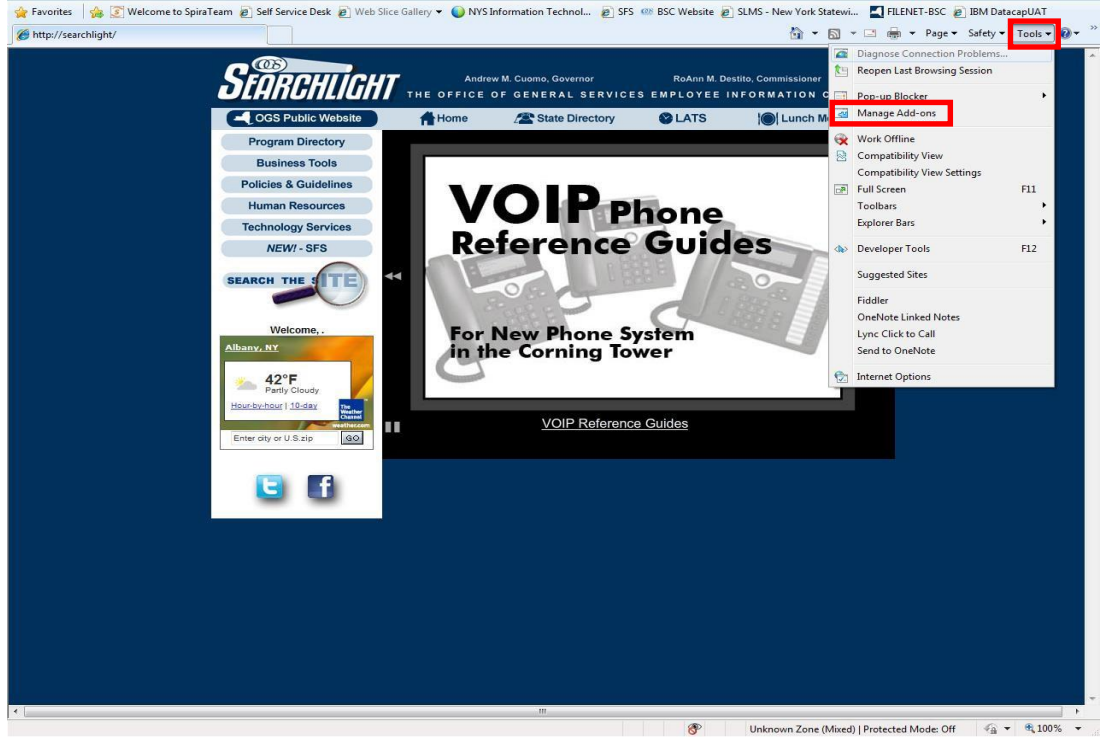 Favorites Welcome to SpiraTeam Self Service Desk Web Slice Gallery NYS Information Technol... SFS BSC Website SLMS - New York Statewi... FILENET-BSC IBM DatacapUAT
http://searchlight/ Page Safety Tools
OGS
SEARCHLIGHT
Andrew M. Cuomo, Governor RoAnn M. Destito, Commissioner
THE OFFICE OF GENERAL SERVICES EMPLOYEE INFORMATION C
OGS Public Website Home State Directory LATS Lunch M
Program Directory
Business Tools
Policies & Guidelines
Human Resources
Technology Services
NEW! - SFS
SEARCH THE SITE
Welcome, .
Albany, NY
42°F
Partly Cloudy
Hour-by-hour | 10-day
The
Weather
Channel
weather.com
Enter city or U.S.zip GO
VOIP Phone
Reference Guides
For New Phone System
in the Corning Tower
VOIP Reference Guides
Diagnose Connection Problems...
Reopen Last Browsing Session
Pop-up Blocker
Manage Add-ons
Work Offline
Compatibility View
Compatibility View Settings
Full Screen F11
Toolbars
Explorer Bars
Developer Tools F12
Suggested Sites
Fiddler
OneNote Linked Notes
Lync Click to Call
Send to OneNote
Internet Options
Unknown Zone (Mixed) | Protected Mode: Off 100%